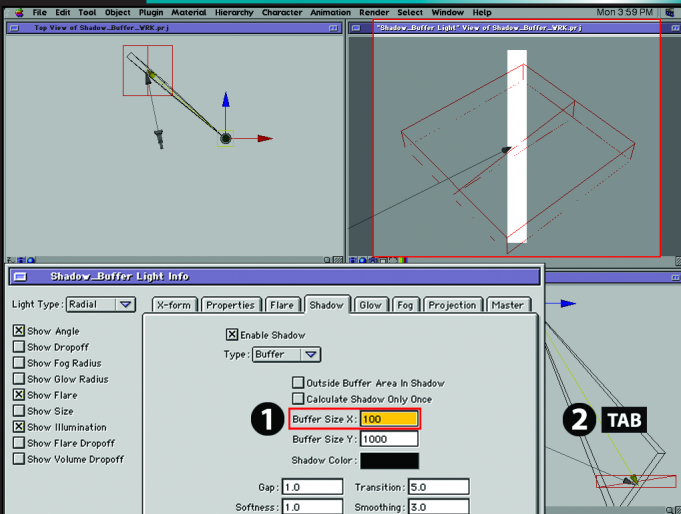 File Edit Tool Object Plugin Material Hierarchy Character Animation Render Select Window Help Mon 3:59 PM
Top View of Shadow_Buffer_WRK.prj
"Shadow_Buffer Light" View of Shadow_Buffer_WRK.prj
Shadow_Buffer Light Info
Light Type: Radial
X-form Properties Flare Shadow Glow Fog Projection Master
Show Angle
Show Dropoff
Show Fog Radius
Show Glow Radius
Show Flare
Show Size
Show Illumination
Show Flare Dropoff
Show Volume Dropoff
Enable Shadow
Type: Buffer
Outside Buffer Area In Shadow
Calculate Shadow Only Once
1 Buffer Size X: 100
Buffer Size Y: 1000
Shadow Color:
Gap: 1.0 Transition: 5.0
Softness: 1.0 Smoothing: 3.0
2 TAB